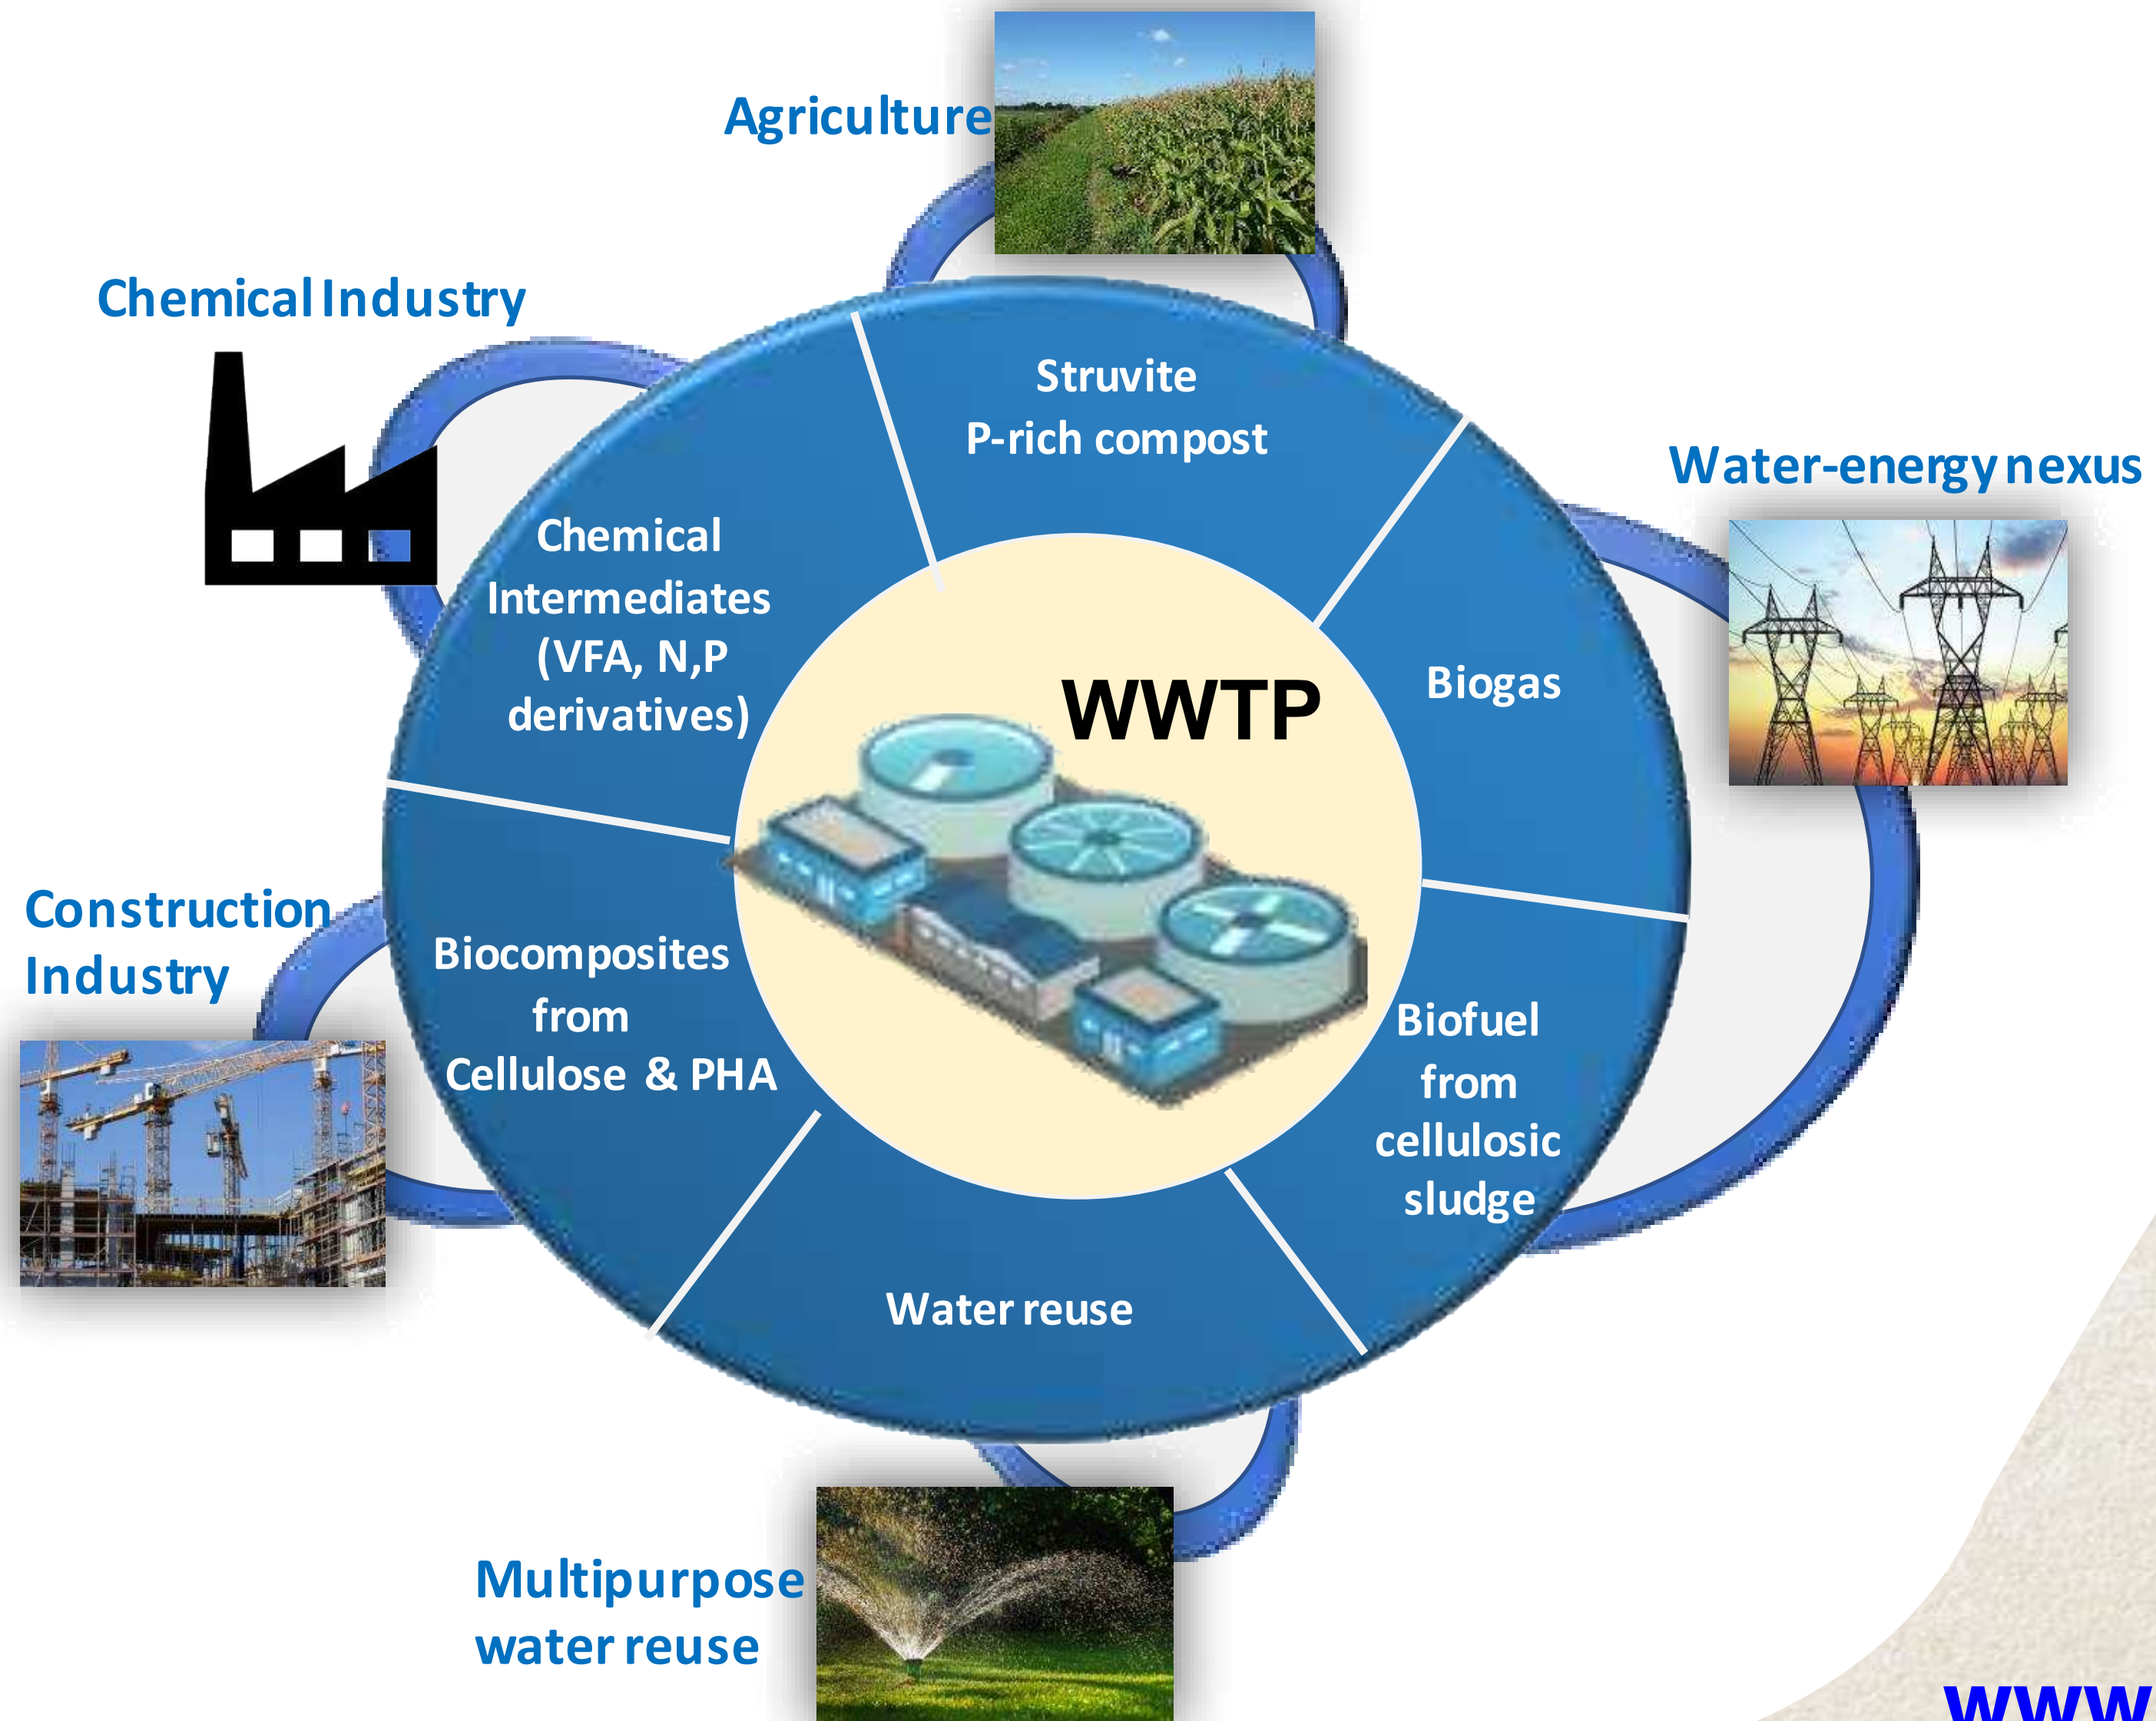 Agriculture
Chemical Industry
Struvite
P-rich compost
Water-energy nexus
Chemical
Intermediates
(VFA, N,P
derivatives)
WWTP
Biogas
Construction
Industry
Biocomposites
from
Cellulose & PHA
Biofuel
from
cellulosic
sludge
Water reuse
Multipurpose
water reuse
www